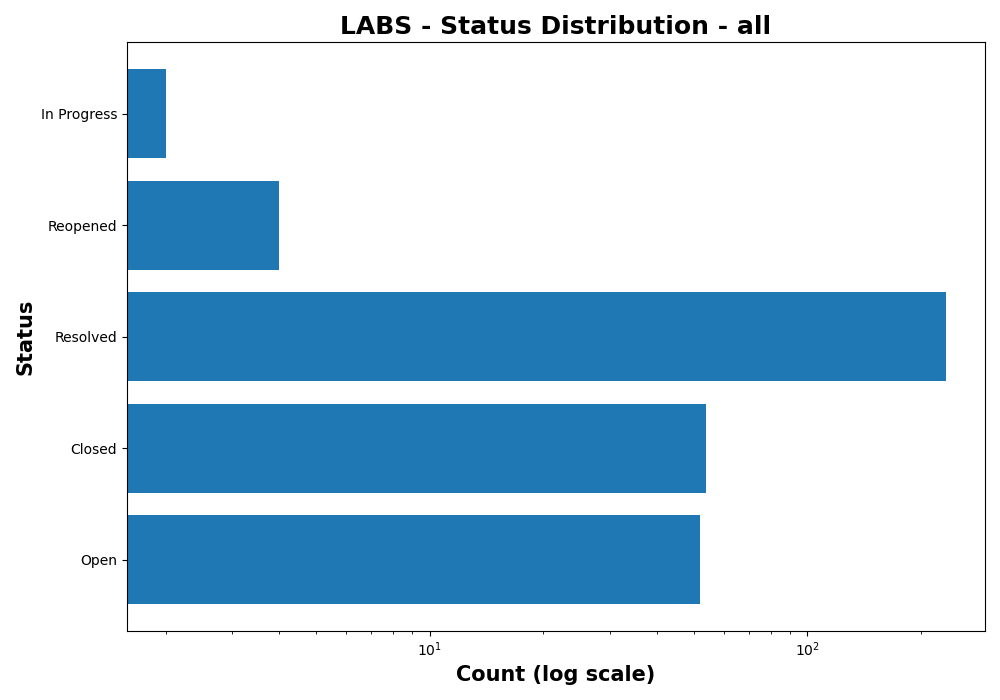 LABS - Status Distribution - all
In Progress
Reopened
Resolved
Closed
Open
Status
10¹
10²
Count (log scale)